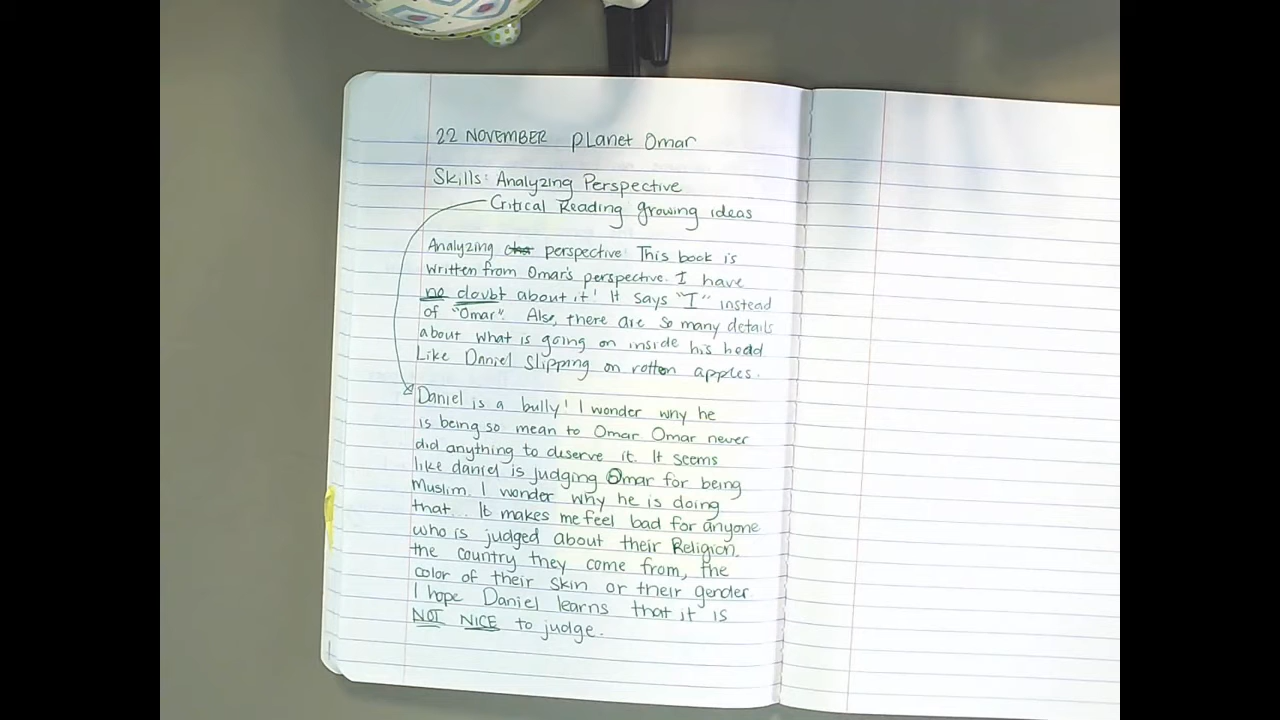 22 NOVEMBER planet Omar
Skills: Analyzing Perspective
Critical Reading growing ideas
Analyzing perspective: This book is
written from Omar's perspective. I have
no doubt about it! It says "I" instead
of "Omar". Also, there are so many details
about what is going on inside his head
Like Daniel slipping on rotten apples.
Daniel is a bully! I wonder why he
is being so mean to Omar Omar never
did anything to deserve it. It seems
like daniel is judging Omar for being
Muslim. I wonder why he is doing
that... It makes me feel bad for anyone
who is judged about their Religion,
the country they come from, the
color of their skin or their gender
I hope Daniel learns that it is
NOT NICE to judge.